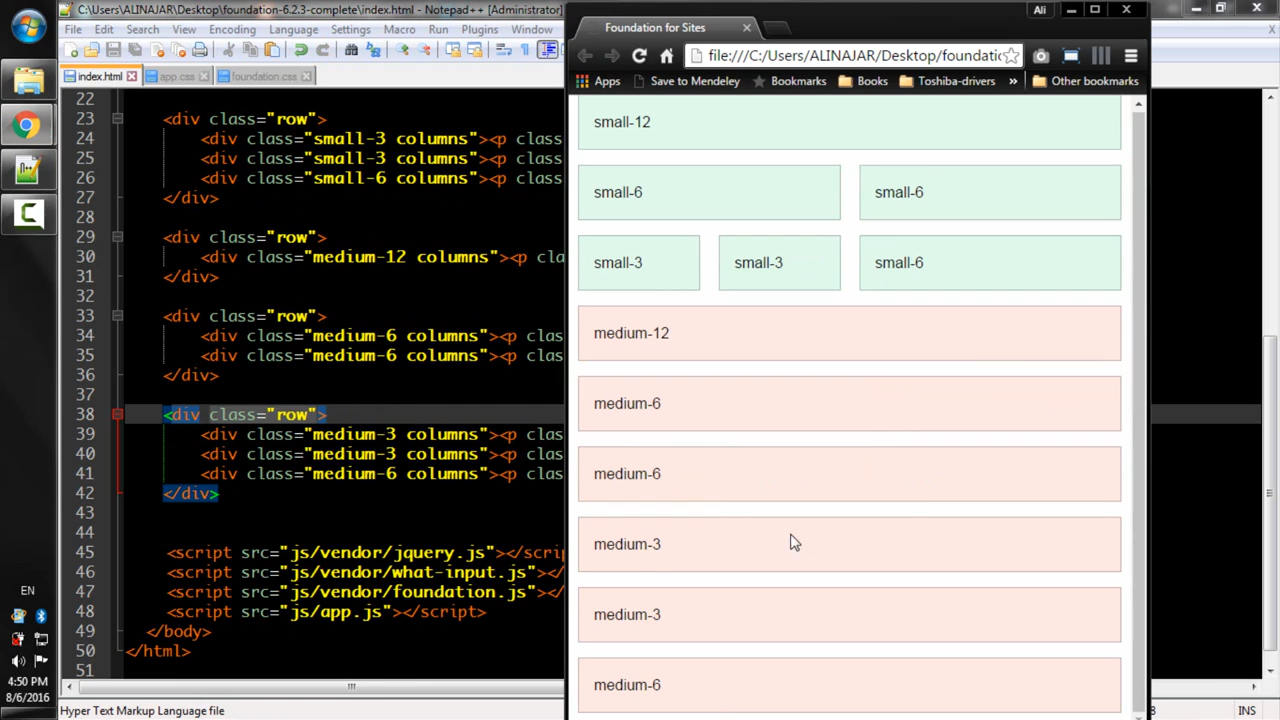 C:\Users\ALINAJAR\Desktop\foundation-6.2.3-complete\index.html - Notepad++ [Administrator]
File Edit Search View Encoding Language Settings Macro Run Plugins Window
index.html app.css foundation.css
22
23 <div class="row">
24 <div class="small-3 columns"><p class
25 <div class="small-3 columns"><p class
26 <div class="small-6 columns"><p class
27 </div>
28
29 <div class="row">
30 <div class="medium-12 columns"><p cla
31 </div>
32
33 <div class="row">
34 <div class="medium-6 columns"><p clas
35 <div class="medium-6 columns"><p clas
36 </div>
37
38 <div class="row">
39 <div class="medium-3 columns"><p clas
40 <div class="medium-3 columns"><p clas
41 <div class="medium-6 columns"><p clas
42 </div>
43
44
45 <script src="js/vendor/jquery.js"></scrip
46 <script src="js/vendor/what-input.js"></
47 <script src="js/vendor/foundation.js"></
48 <script src="js/app.js"></script>
49 </body>
50 </html>
51
Hyper Text Markup Language file
INS
EN
4:50 PM
8/6/2016
Ali
Foundation for Sites
file:///C:/Users/ALINAJAR/Desktop/foundatio
Apps Save to Mendeley Bookmarks Books Toshiba-drivers » Other bookmarks
small-12
small-6 small-6
small-3 small-3 small-6
medium-12
medium-6
medium-6
medium-3
medium-3
medium-6